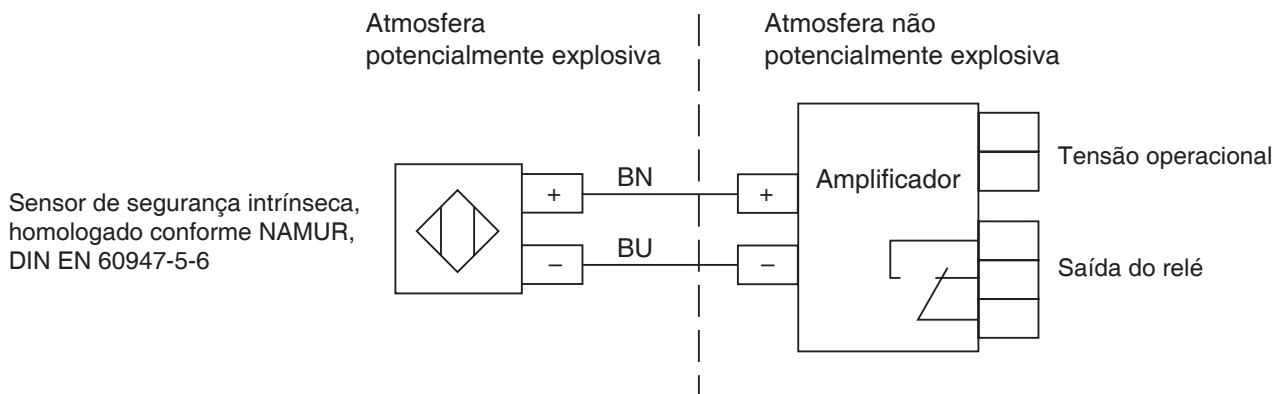 Atmosfera
potencialmente explosiva
Atmosfera não
potencialmente explosiva
Sensor de segurança intrínseca,
homologado conforme NAMUR,
DIN EN 60947-5-6
+
BN
+
–
BU
–
Amplificador
Tensão operacional
Saída do relé